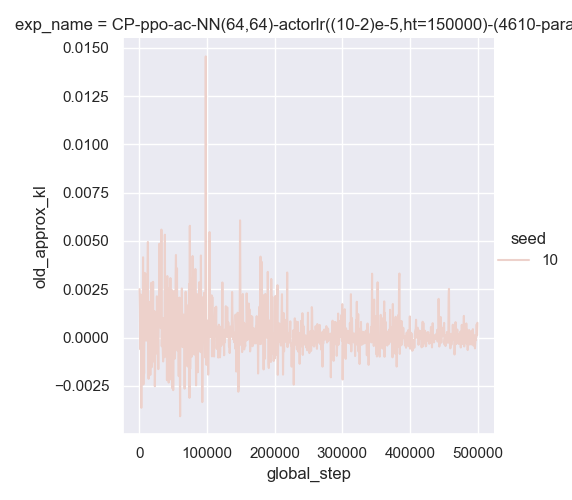 exp_name = CP-ppo-ac-NN(64,64)-actorlr((10-2)e-5,ht=150000)-(4610-para
0.0150
0.0125
0.0100
0.0075
0.0050
0.0025
0.0000
−0.0025
old_approx_kl
0 100000 200000 300000 400000 500000
global_step
seed
10